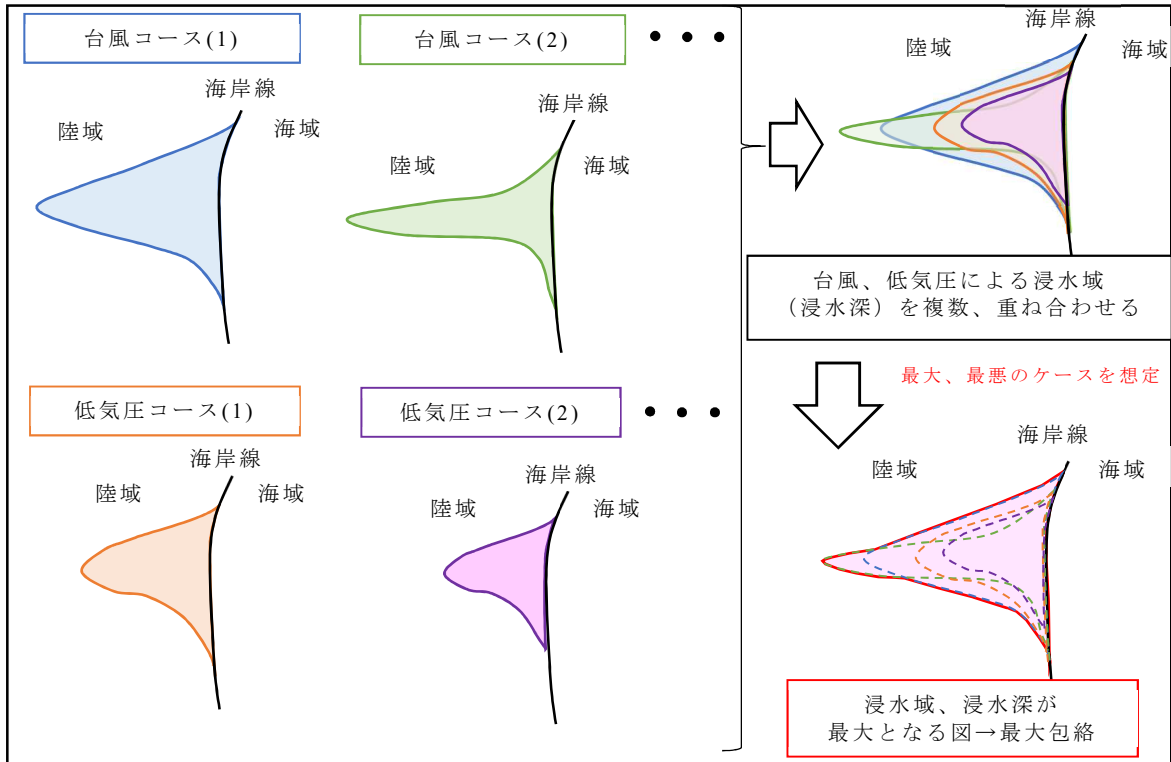 台風コース(1)
海岸線
陸域
海域
台風コース(2)
海岸線
陸域
海域
• • •
低気圧コース(1)
海岸線
陸域
海域
低気圧コース(2)
海岸線
陸域
海域
• • •
海岸線
陸域
海域
台風、低気圧による浸水域
(浸水深)を複数、重ね合わせる
最大、最悪のケースを想定
海岸線
陸域
海域
浸水域、浸水深が
最大となる図→最大包絡